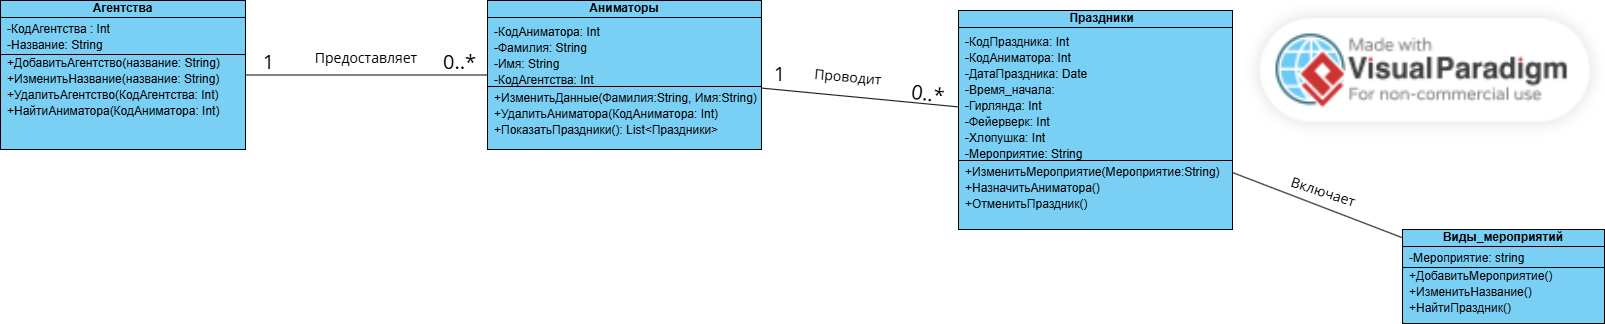 Агентства
-КодАгентства : Int
-Название: String
+ДобавитьАгентство(название: String)
+ИзменитьНазвание(название: String)
+УдалитьАгентство(КодАгентства: Int)
+НайтиАниматора(КодАниматора: Int)
1
Предоставляет
0..*
Аниматоры
-КодАниматора: Int
-Фамилия: String
-Имя: String
-КодАгентства: Int
+ИзменитьДанные(Фамилия:String, Имя:String)
+УдалитьАниматора(КодАниматора: Int)
+ПоказатьПраздники(): List<Праздники>
1
Проводит
0..*
Праздники
-КодПраздника: Int
-КодАниматора: Int
-ДатаПраздника: Date
-Время_начала:
-Гирлянда: Int
-Фейерверк: Int
-Хлопушка: Int
-Мероприятие: String
+ИзменитьМероприятие(Мероприятие:String)
+НазначитьАниматора()
+ОтменитьПраздник()
Включает
Виды_мероприятий
-Мероприятие: string
+ДобавитьМероприятие()
+ИзменитьНазвание()
+НайтиПраздник()
Made with
Visual Paradigm
For non-commercial use